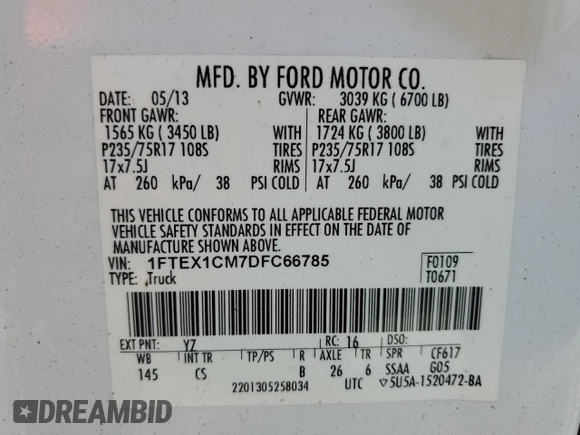 MFD. BY FORD MOTOR CO.
DATE: 05/13 GVWR: 3039 KG ( 6700 LB)
FRONT GAWR: REAR GAWR:
1565 KG ( 3450 LB) WITH 1724 KG ( 3800 LB) WITH
P235/75R17 108S TIRES P235/75R17 108S TIRES
17x7.5J RIMS 17x7.5J RIMS
AT 260 kPa/ 38 PSI COLD AT 260 kPa/ 38 PSI COLD
THIS VEHICLE CONFORMS TO ALL APPLICABLE FEDERAL MOTOR
VEHICLE SAFETY STANDARDS IN EFFECT ON THE DATE OF
MANUFACTURE SHOWN ABOVE.
VIN: 1FTEX1CM7DFC66785 F0109
TYPE: Truck T0671
EXT PNT: YZ RC: 16 DSO:
WB INT TR TP/PS R AXLE TR SPR CF617
145 CS B 26 6 SSAA G05
2201305258034 UTC ▽5U5A-1520472-BA
DREAMBID.com